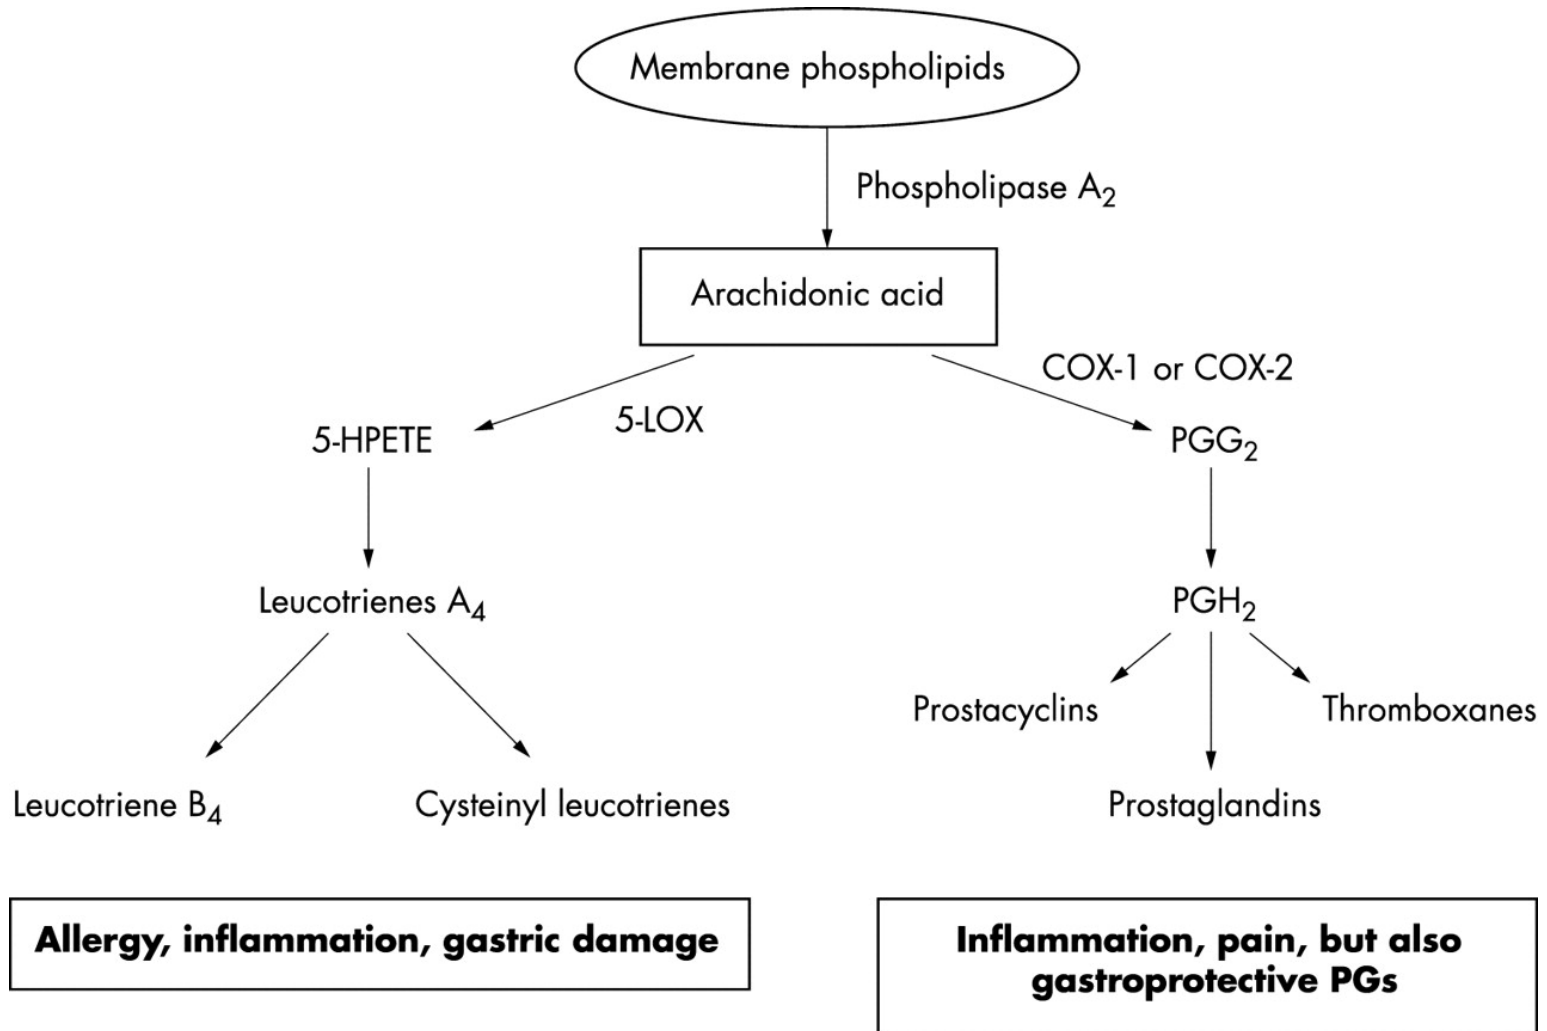 Membrane phospholipids
Phospholipase A₂
Arachidonic acid
COX-1 or COX-2
5-LOX
5-HPETE
PGG₂
Leucotrienes A₄
PGH₂
Prostacyclins
Thromboxanes
Leucotriene B₄
Cysteinyl leucotrienes
Prostaglandins
Allergy, inflammation, gastric damage
Inflammation, pain, but also
gastroprotective PGs